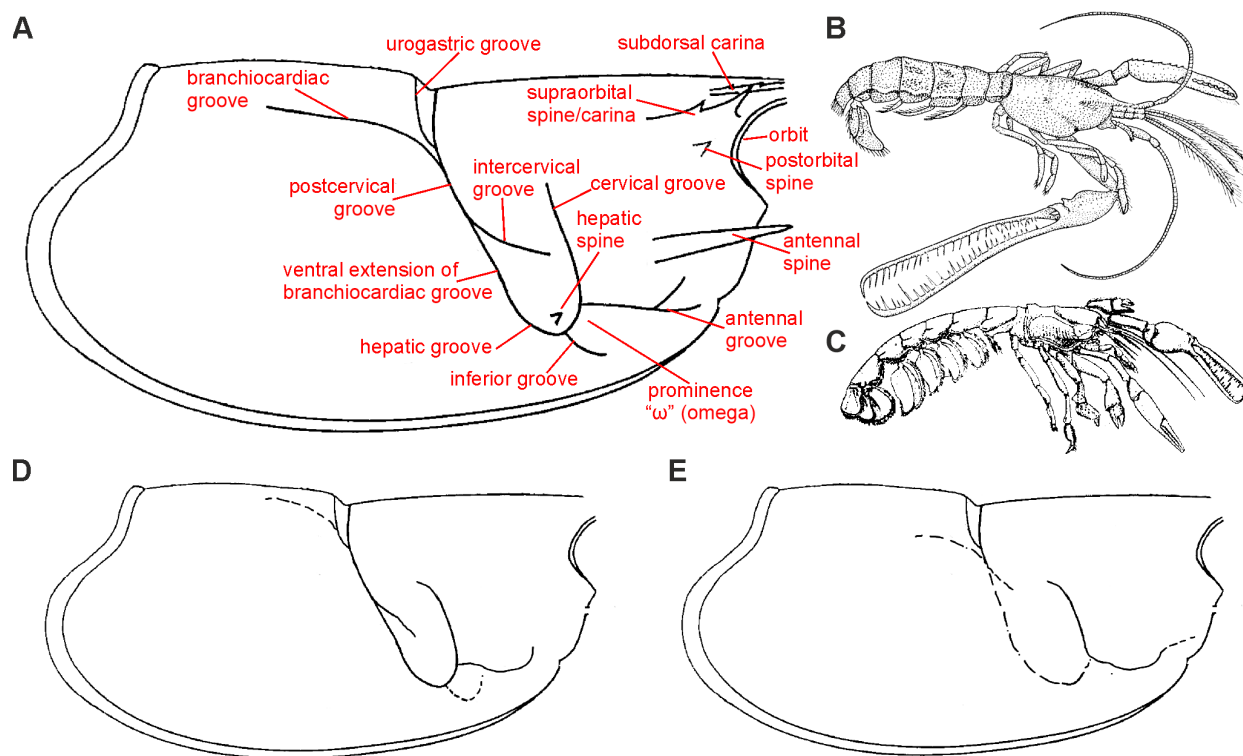 A
urogastric groove
branchiocardiac
groove
subdorsal carina
supraorbital
spine/carina
orbit
postorbital
spine
intercervical
groove
cervical groove
postcervical
groove
hepatic
spine
antennal
spine
ventral extension of
branchiocardiac groove
hepatic groove
antennal
groove
inferior groove
prominence
“ω” (omega)
B
C
D
E